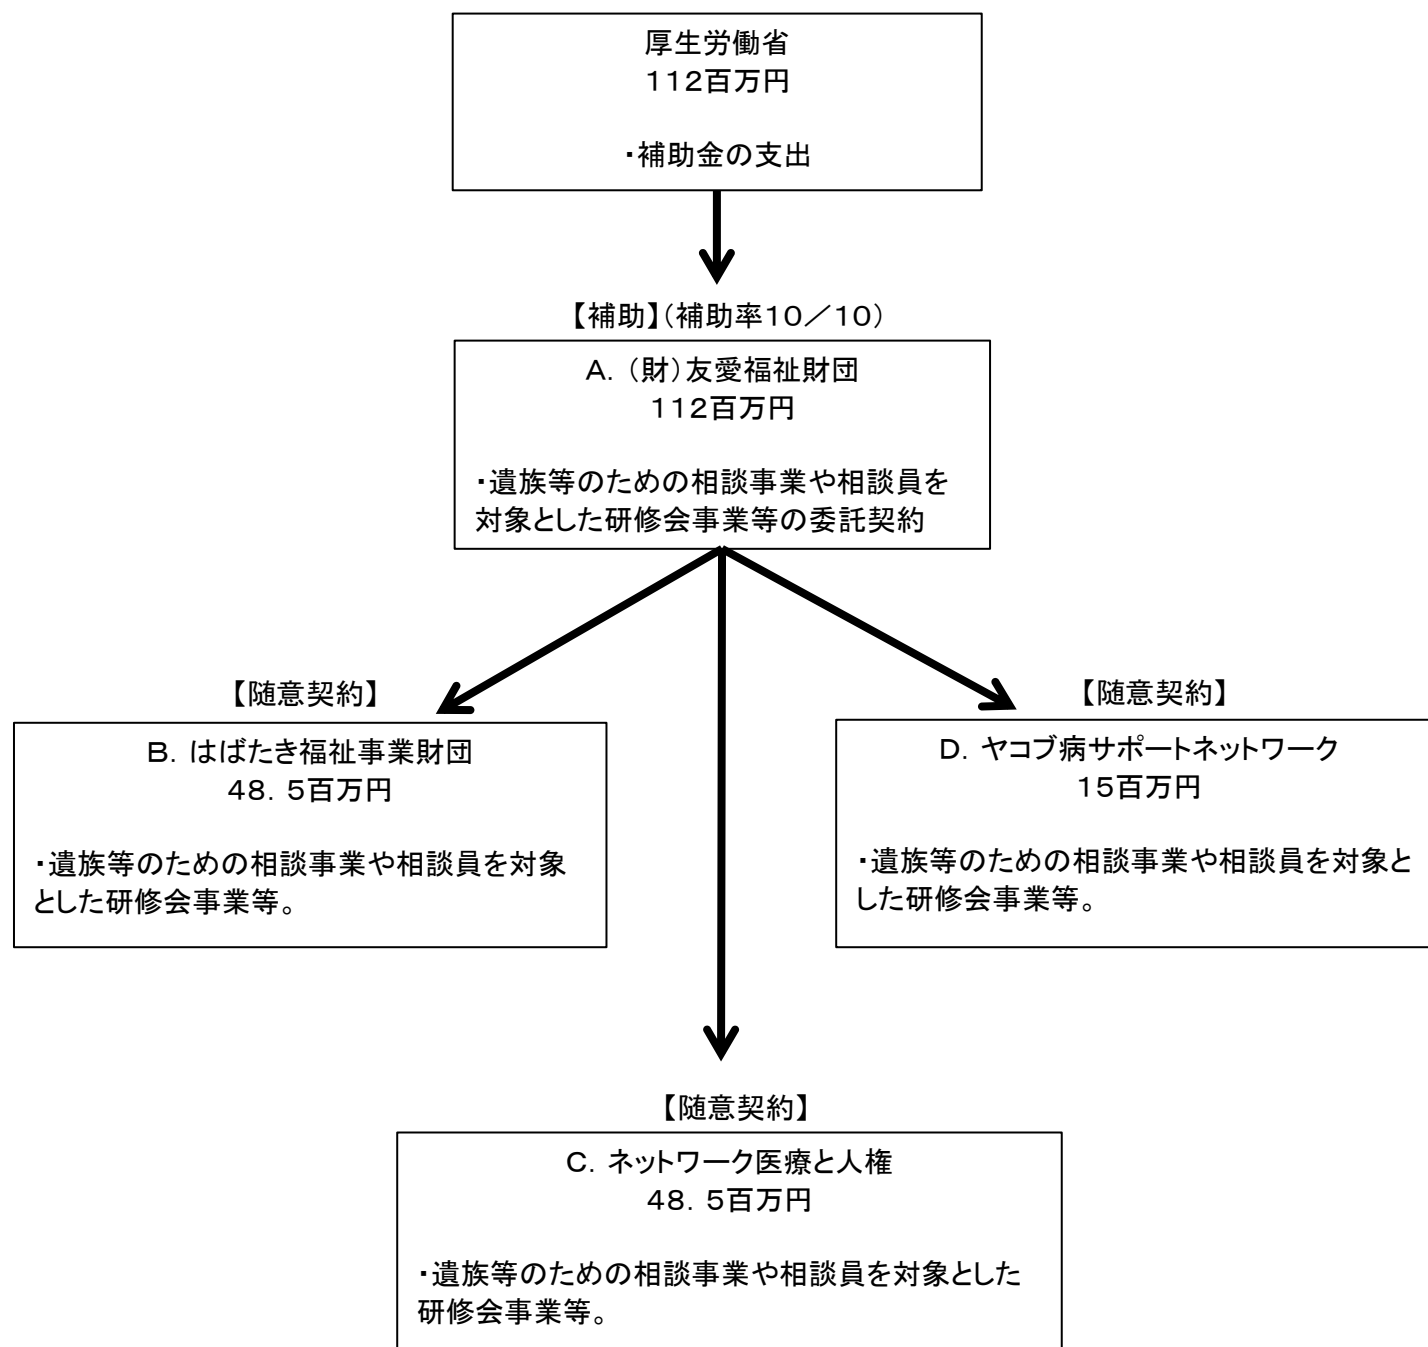 厚生労働省
112百万円
・補助金の支出
【補助】(補助率10／10)
A. (財)友愛福祉財団
112百万円
・遺族等のための相談事業や相談員を
対象とした研修会事業等の委託契約
【随意契約】
B. はばたき福祉事業財団
48. 5百万円
・遺族等のための相談事業や相談員を対象
とした研修会事業等。
【随意契約】
D. ヤコブ病サポートネットワーク
15百万円
・遺族等のための相談事業や相談員を対象と
した研修会事業等。
【随意契約】
C. ネットワーク医療と人権
48. 5百万円
・遺族等のための相談事業や相談員を対象とした
研修会事業等。